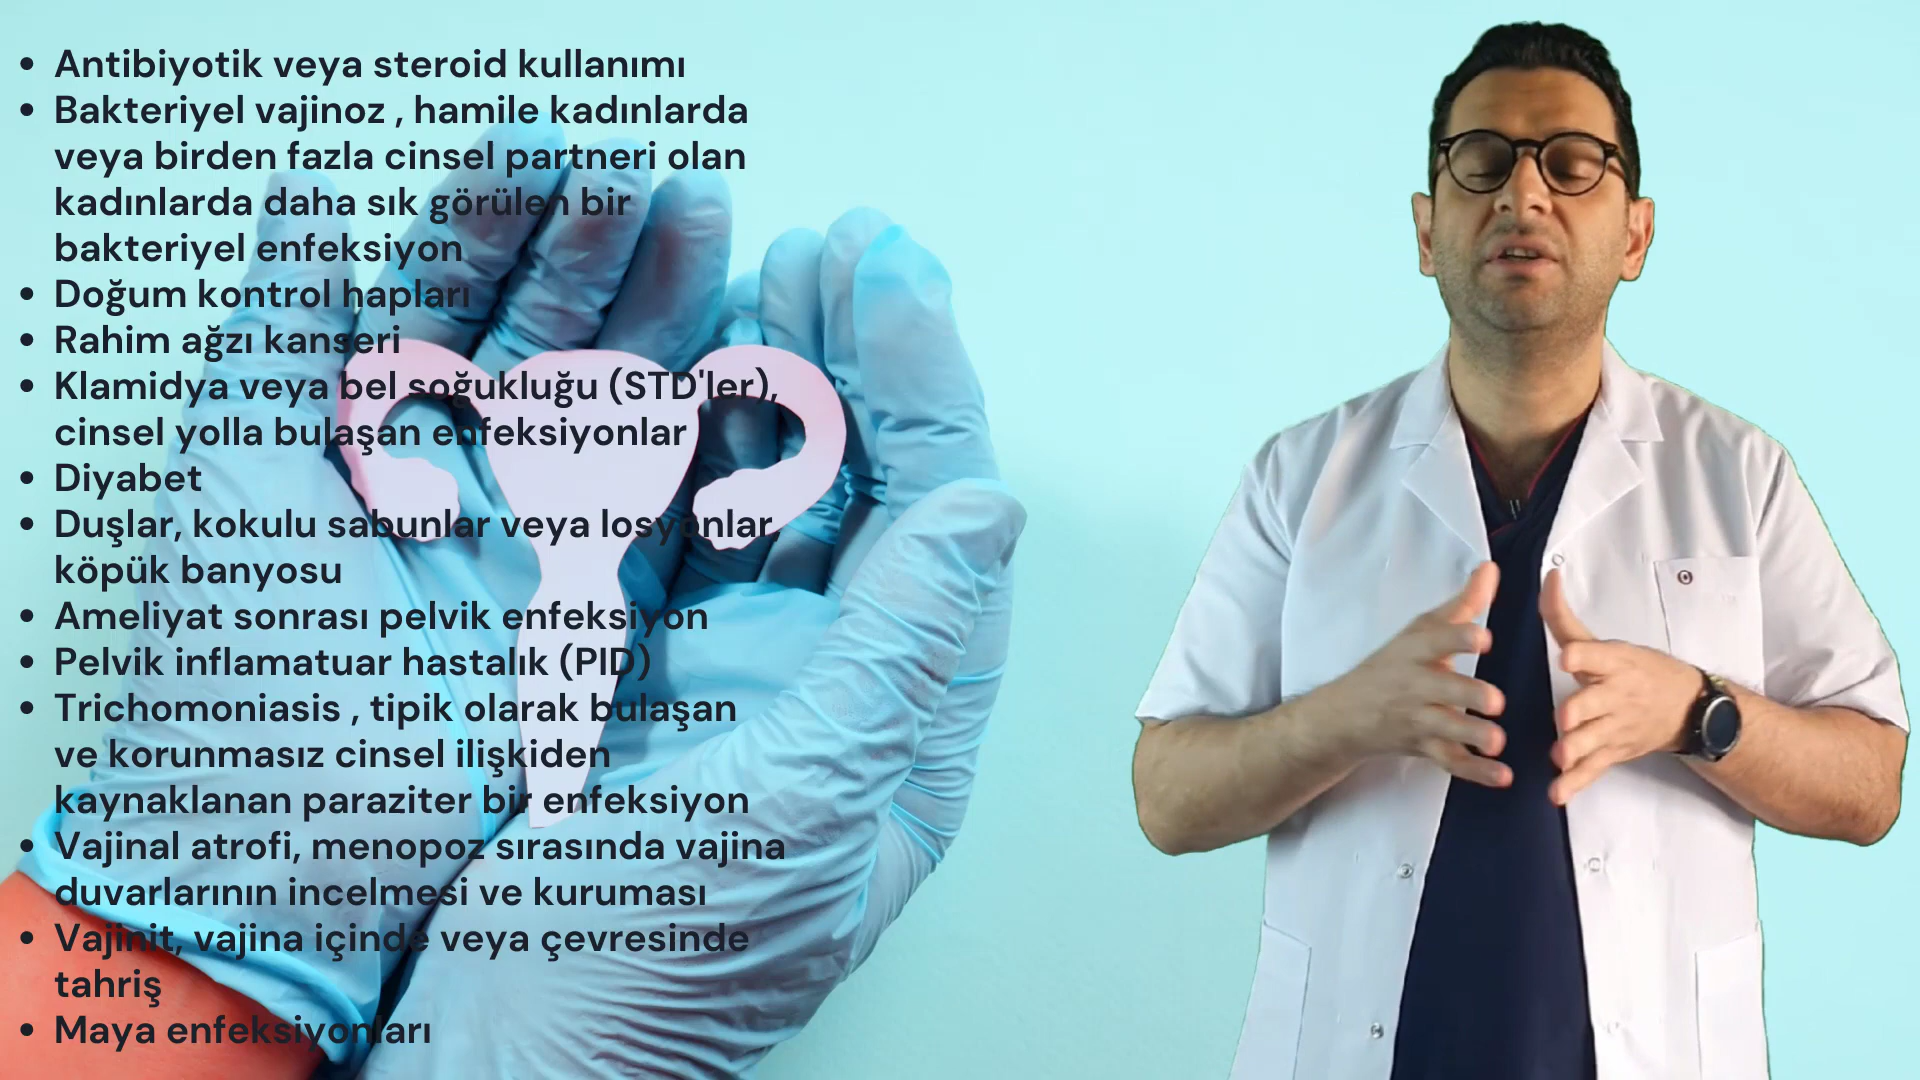 • Antibiyotik veya steroid kullanımı
• Bakteriyel vajinoz , hamile kadınlarda
veya birden fazla cinsel partneri olan
kadınlarda daha sık görülen bir
bakteriyel enfeksiyon
• Doğum kontrol hapları
• Rahim ağzı kanseri
• Klamidya veya bel soğukluğu (STD'ler),
cinsel yolla bulaşan enfeksiyonlar
• Diyabet
• Duşlar, kokulu sabunlar veya losyonlar,
köpük banyosu
• Ameliyat sonrası pelvik enfeksiyon
• Pelvik inflamatuar hastalık (PID)
• Trichomoniasis , tipik olarak bulaşan
ve korunmasız cinsel ilişkiden
kaynaklanan paraziter bir enfeksiyon
• Vajinal atrofi, menopoz sırasında vajina
duvarlarının incelmesi ve kuruması
• Vajinit, vajina içinde veya çevresinde
tahriş
• Maya enfeksiyonları